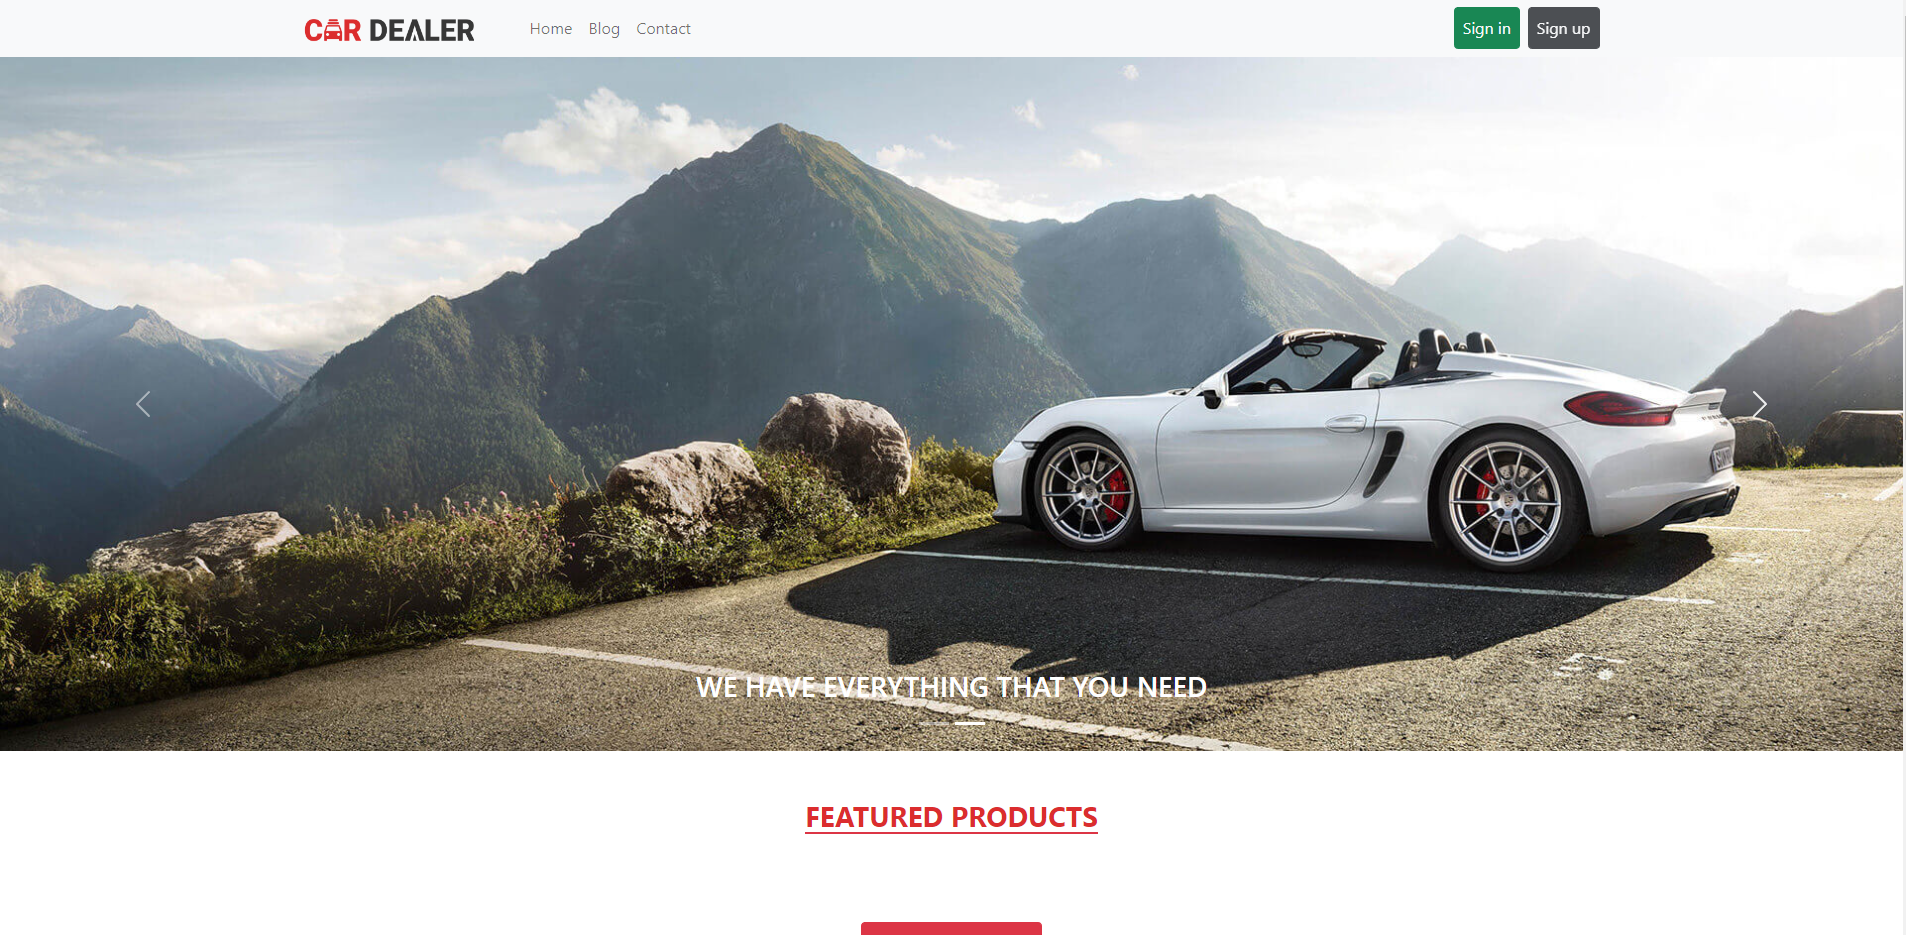 CAR DEALER
Home Blog Contact
Sign in Sign up
WE HAVE EVERYTHING THAT YOU NEED
FEATURED PRODUCTS